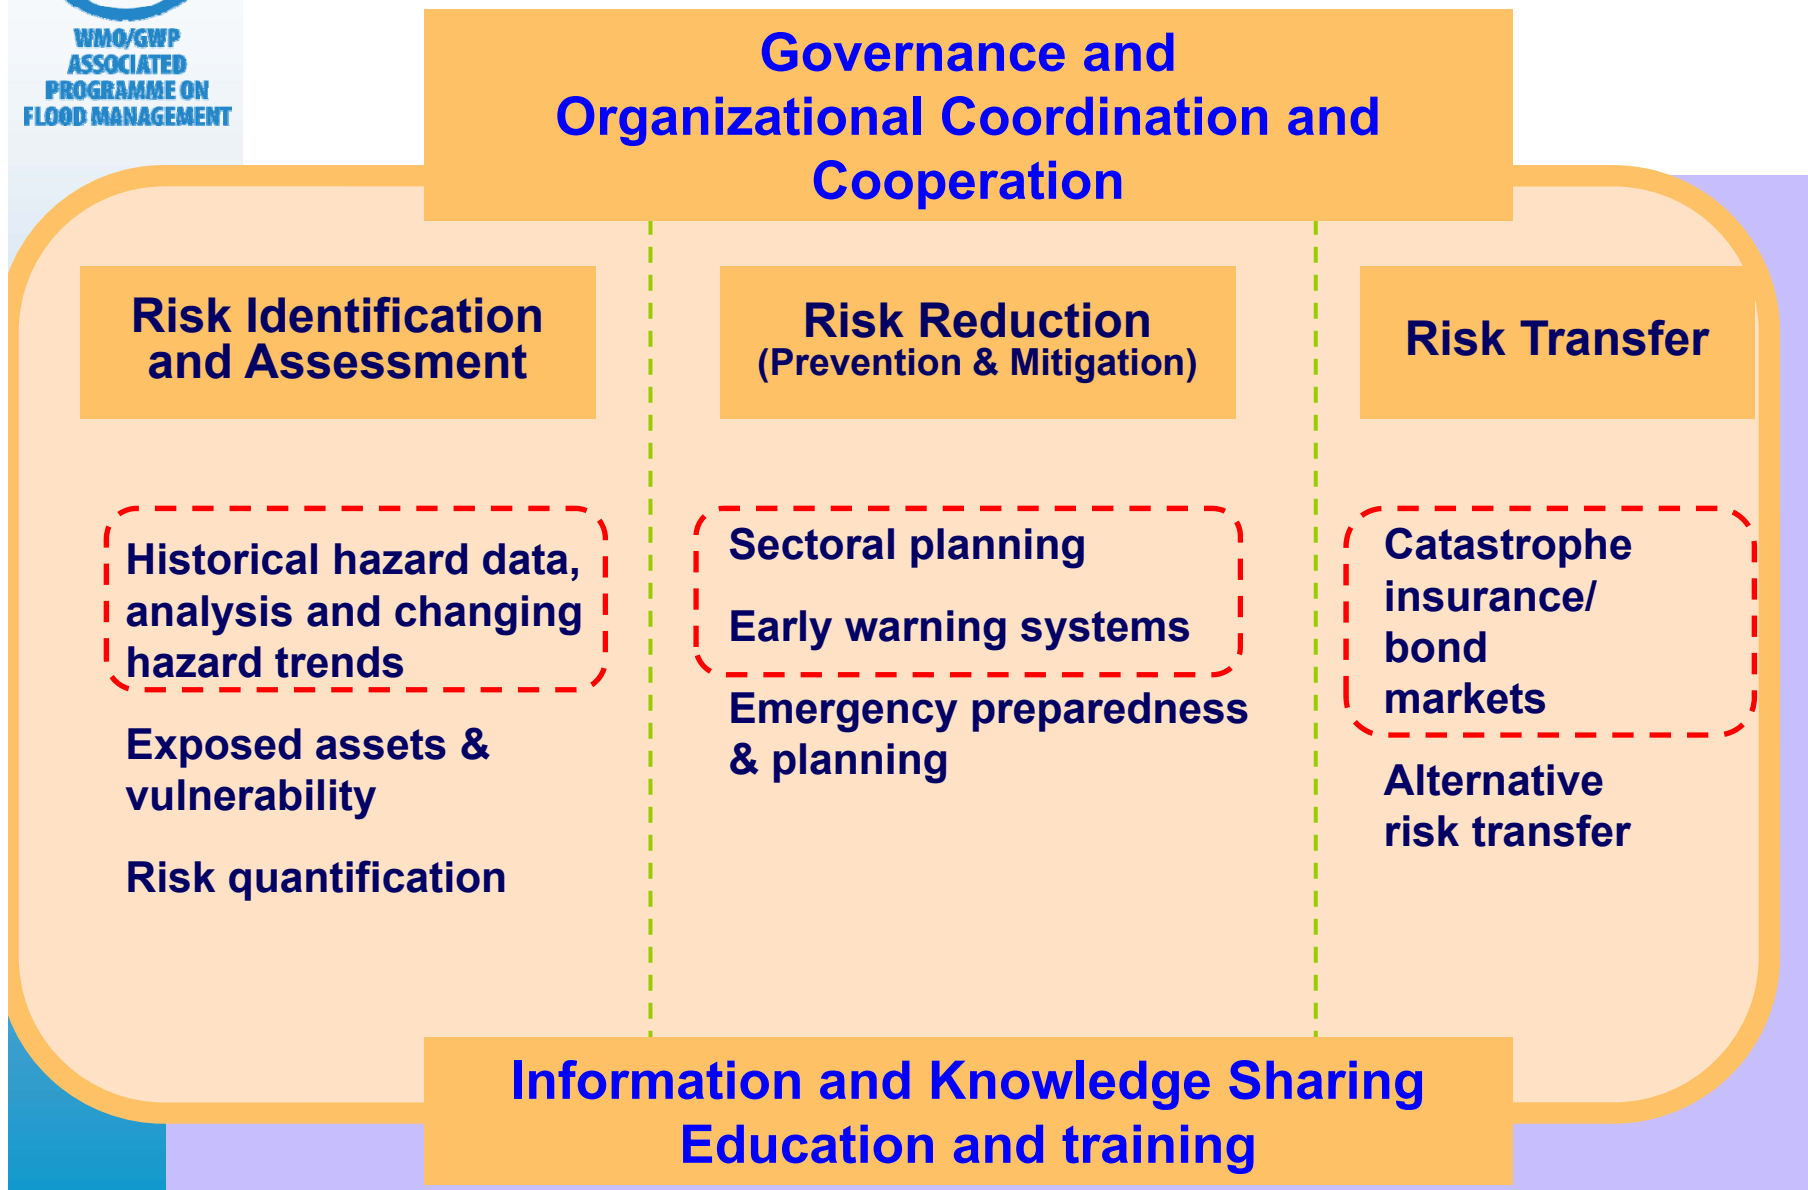 WMO/GWP
ASSOCIATED
PROGRAMME ON
FLOOD MANAGEMENT
Governance and
Organizational Coordination and
Cooperation
Risk Identification
and Assessment
Historical hazard data,
analysis and changing
hazard trends
Exposed assets &
vulnerability
Risk quantification
Risk Reduction
(Prevention & Mitigation)
Sectoral planning
Early warning systems
Emergency preparedness
& planning
Risk Transfer
Catastrophe
insurance/
bond
markets
Alternative
risk transfer
Information and Knowledge Sharing
Education and training